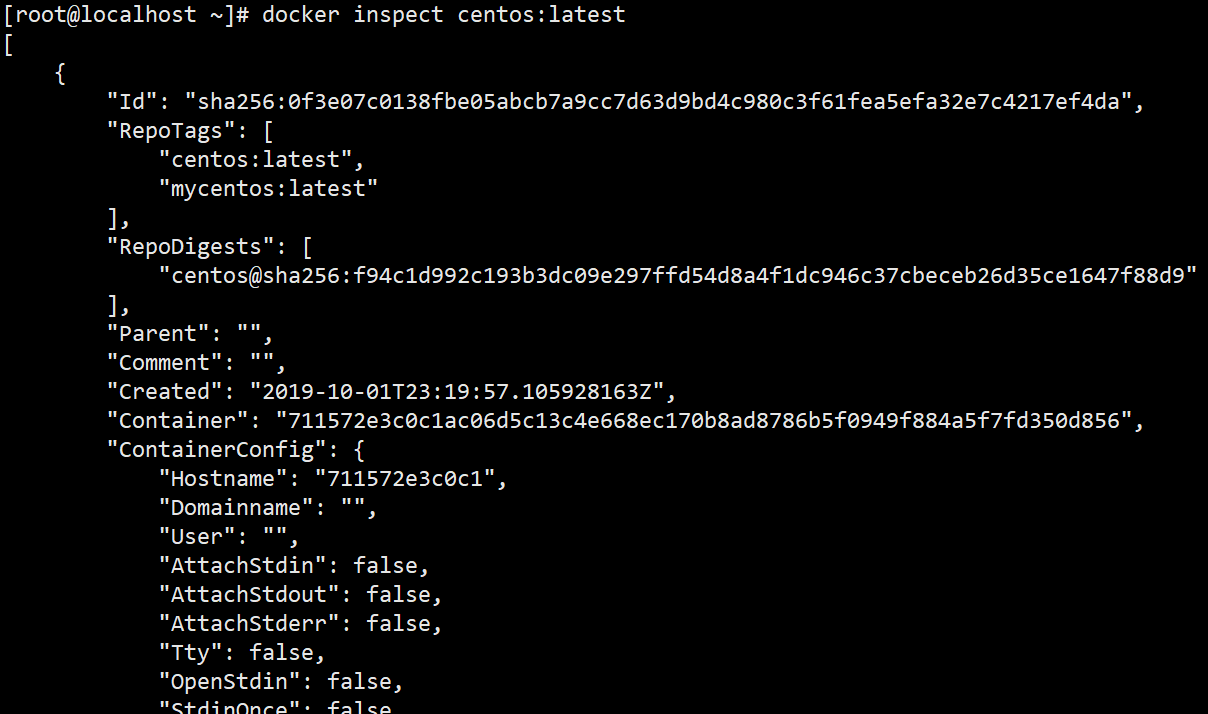 [root@localhost ~]# docker inspect centos:latest
[
    {
        "Id": "sha256:0f3e07c0138fbe05abcb7a9cc7d63d9bd4c980c3f61fea5efa32e7c4217ef4da",
        "RepoTags": [
            "centos:latest",
            "mycentos:latest"
        ],
        "RepoDigests": [
            "centos@sha256:f94c1d992c193b3dc09e297ffd54d8a4f1dc946c37cbeceb26d35ce1647f88d9"
        ],
        "Parent": "",
        "Comment": "",
        "Created": "2019-10-01T23:19:57.105928163Z",
        "Container": "711572e3c0c1ac06d5c13c4e668ec170b8ad8786b5f0949f884a5f7fd350d856",
        "ContainerConfig": {
            "Hostname": "711572e3c0c1",
            "Domainname": "",
            "User": "",
            "AttachStdin": false,
            "AttachStdout": false,
            "AttachStderr": false,
            "Tty": false,
            "OpenStdin": false,
            "StdinOnce": false